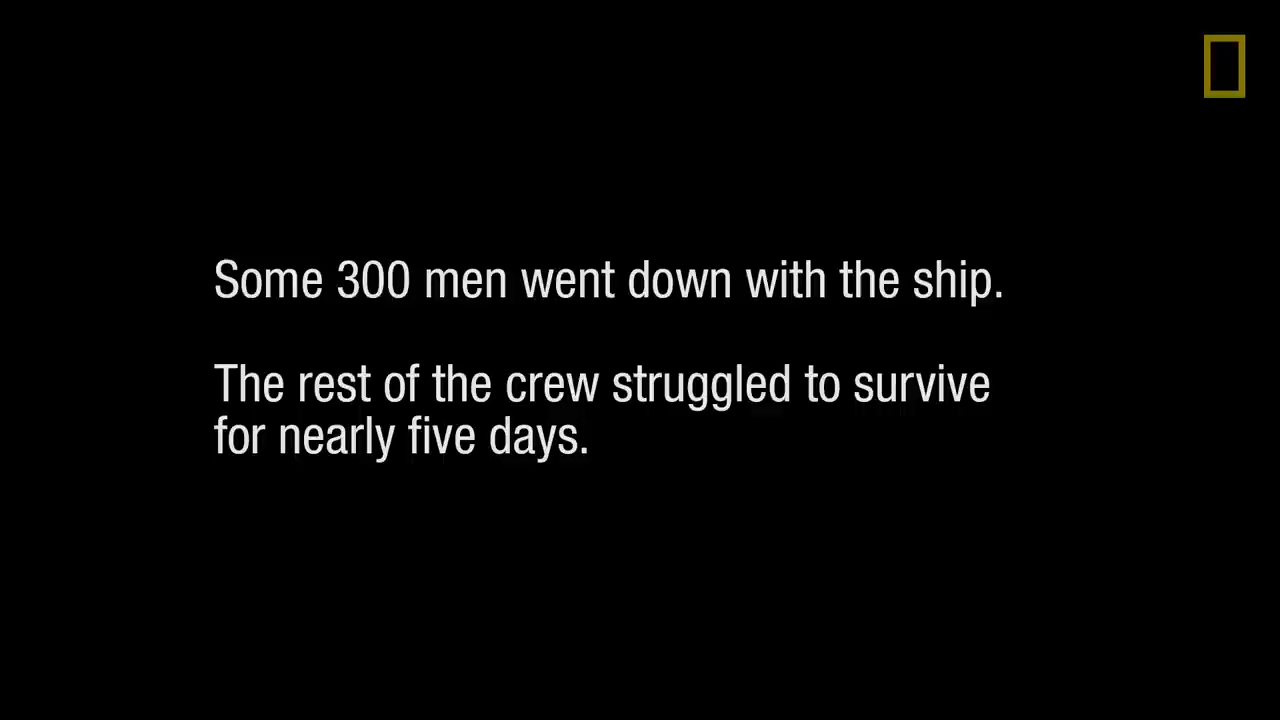 Some 300 men went down with the ship.
The rest of the crew struggled to survive
for nearly five days.